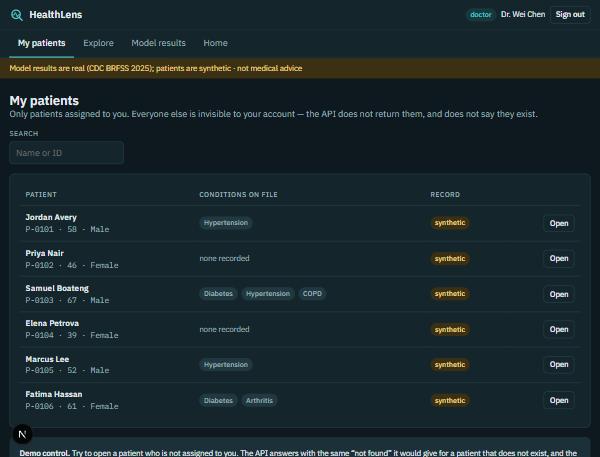 HealthLens
doctor Dr. Wei Chen Sign out
My patients Explore Model results Home
Model results are real (CDC BRFSS 2025); patients are synthetic · not medical advice
My patients
Only patients assigned to you. Everyone else is invisible to your account — the API does not return them, and does not say they exist.
SEARCH
Name or ID
PATIENT CONDITIONS ON FILE RECORD
Jordan Avery
P-0101 · 58 · Male
Hypertension synthetic Open
Priya Nair
P-0102 · 46 · Female
none recorded synthetic Open
Samuel Boateng
P-0103 · 67 · Male
Diabetes Hypertension COPD synthetic Open
Elena Petrova
P-0104 · 39 · Female
none recorded synthetic Open
Marcus Lee
P-0105 · 52 · Male
Hypertension synthetic Open
Fatima Hassan
P-0106 · 61 · Female
Diabetes Arthritis synthetic Open
N
Demo control. Try to open a patient who is not assigned to you. The API answers with the same “not found” it would give for a patient that does not exist, and the